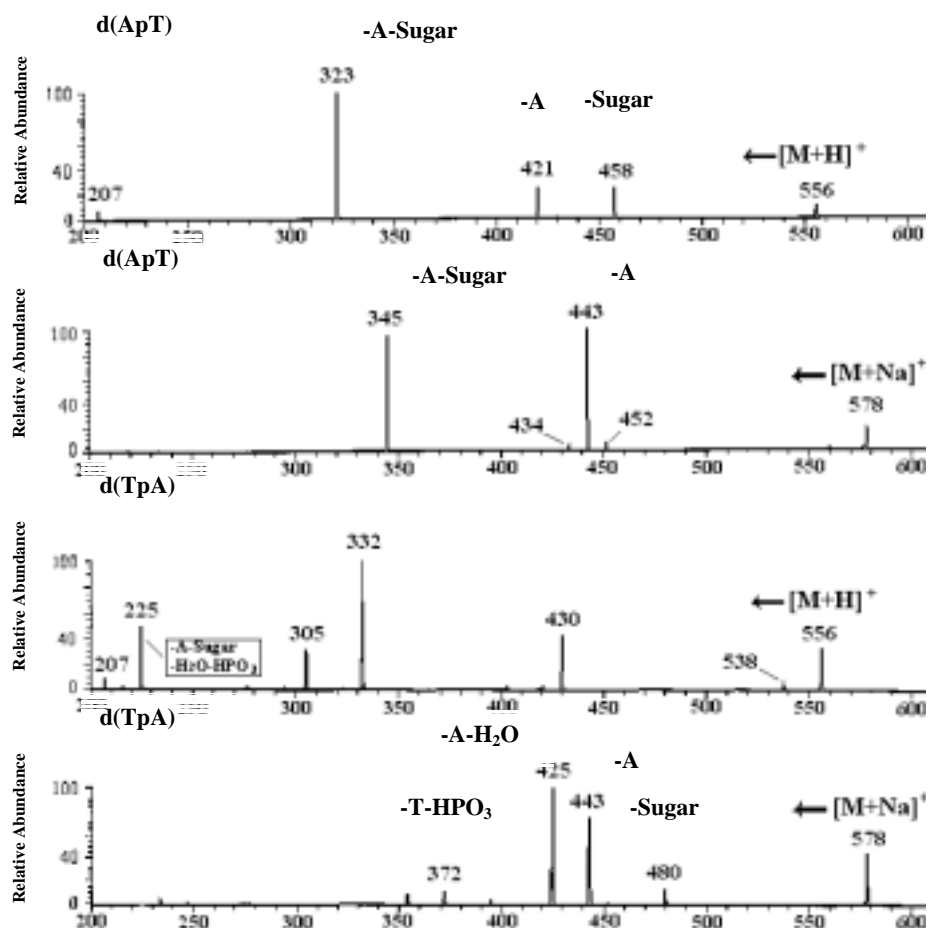 d(ApT)
-A-Sugar
323
-A
-Sugar
421
458
[M+H]+
556
207
Relative Abundance
100
40
0
300 350 400 450 500 550 600
d(ApT)
-A-Sugar
-A
345
443
[M+Na]+
578
434
452
Relative Abundance
100
40
0
300 350 400 450 500 550 600
d(TpA)
332
[M+H]+
225
430
556
305
538
207
-A-Sugar
-H2O-HPO3
Relative Abundance
100
40
0
300 350 400 450 500 550 600
d(TpA)
-A-H2O
-A
425
-T-HPO3
443
-Sugar
[M+Na]+
578
372
480
Relative Abundance
100
40
0
200 250 300 350 400 450 500 550 600